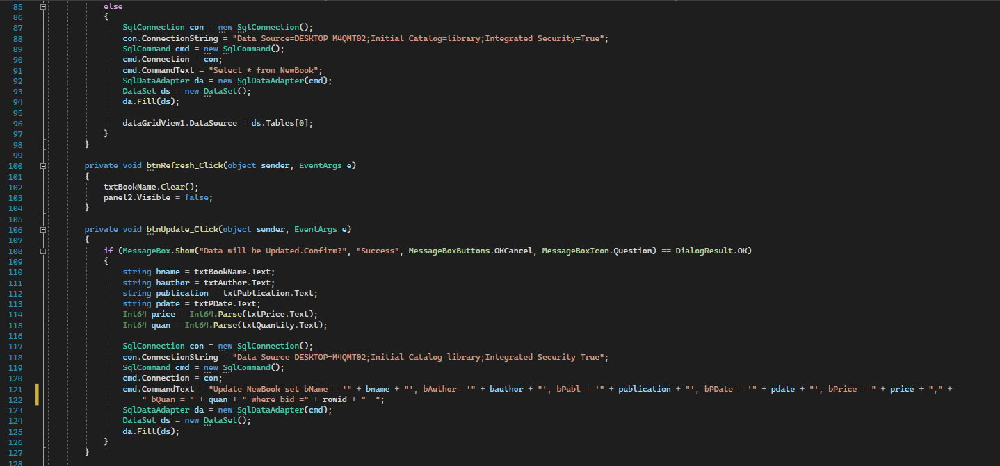 85 else
86 {
87 SqlConnection con = new SqlConnection();
88 con.ConnectionString = "Data Source=DESKTOP-M4QMT02;Initial Catalog=library;Integrated Security=True";
89 SqlCommand cmd = new SqlCommand();
90 cmd.Connection = con;
91 cmd.CommandText = "Select * from NewBook";
92 SqlDataAdapter da = new SqlDataAdapter(cmd);
93 DataSet ds = new DataSet();
94 da.Fill(ds);
95
96 dataGridView1.DataSource = ds.Tables[0];
97 }
98 }
99
100 private void btnRefresh_Click(object sender, EventArgs e)
101 {
102 txtBookName.Clear();
103 panel2.Visible = false;
104 }
105
106 private void btnUpdate_Click(object sender, EventArgs e)
107 {
108 if (MessageBox.Show("Data will be Updated.Confirm?", "Success", MessageBoxButtons.OKCancel, MessageBoxIcon.Question) == DialogResult.OK)
109 {
110 string bname = txtBookName.Text;
111 string bauthor = txtAuthor.Text;
112 string publication = txtPublication.Text;
113 string pdate = txtPDate.Text;
114 Int64 price = Int64.Parse(txtPrice.Text);
115 Int64 quan = Int64.Parse(txtQuantity.Text);
116
117 SqlConnection con = new SqlConnection();
118 con.ConnectionString = "Data Source=DESKTOP-M4QMT02;Initial Catalog=library;Integrated Security=True";
119 SqlCommand cmd = new SqlCommand();
120 cmd.Connection = con;
121 cmd.CommandText = "Update NewBook set bName = '" + bname + "', bAuthor= '" + bauthor + "', bPubl = '" + publication + "', bPDate = '" + pdate + "', bPrice = " + price + "," +
122 " bQuan = " + quan + " where bid =" + rowid + "  ";
123 SqlDataAdapter da = new SqlDataAdapter(cmd);
124 DataSet ds = new DataSet();
125 da.Fill(ds);
126 }
127 }
128